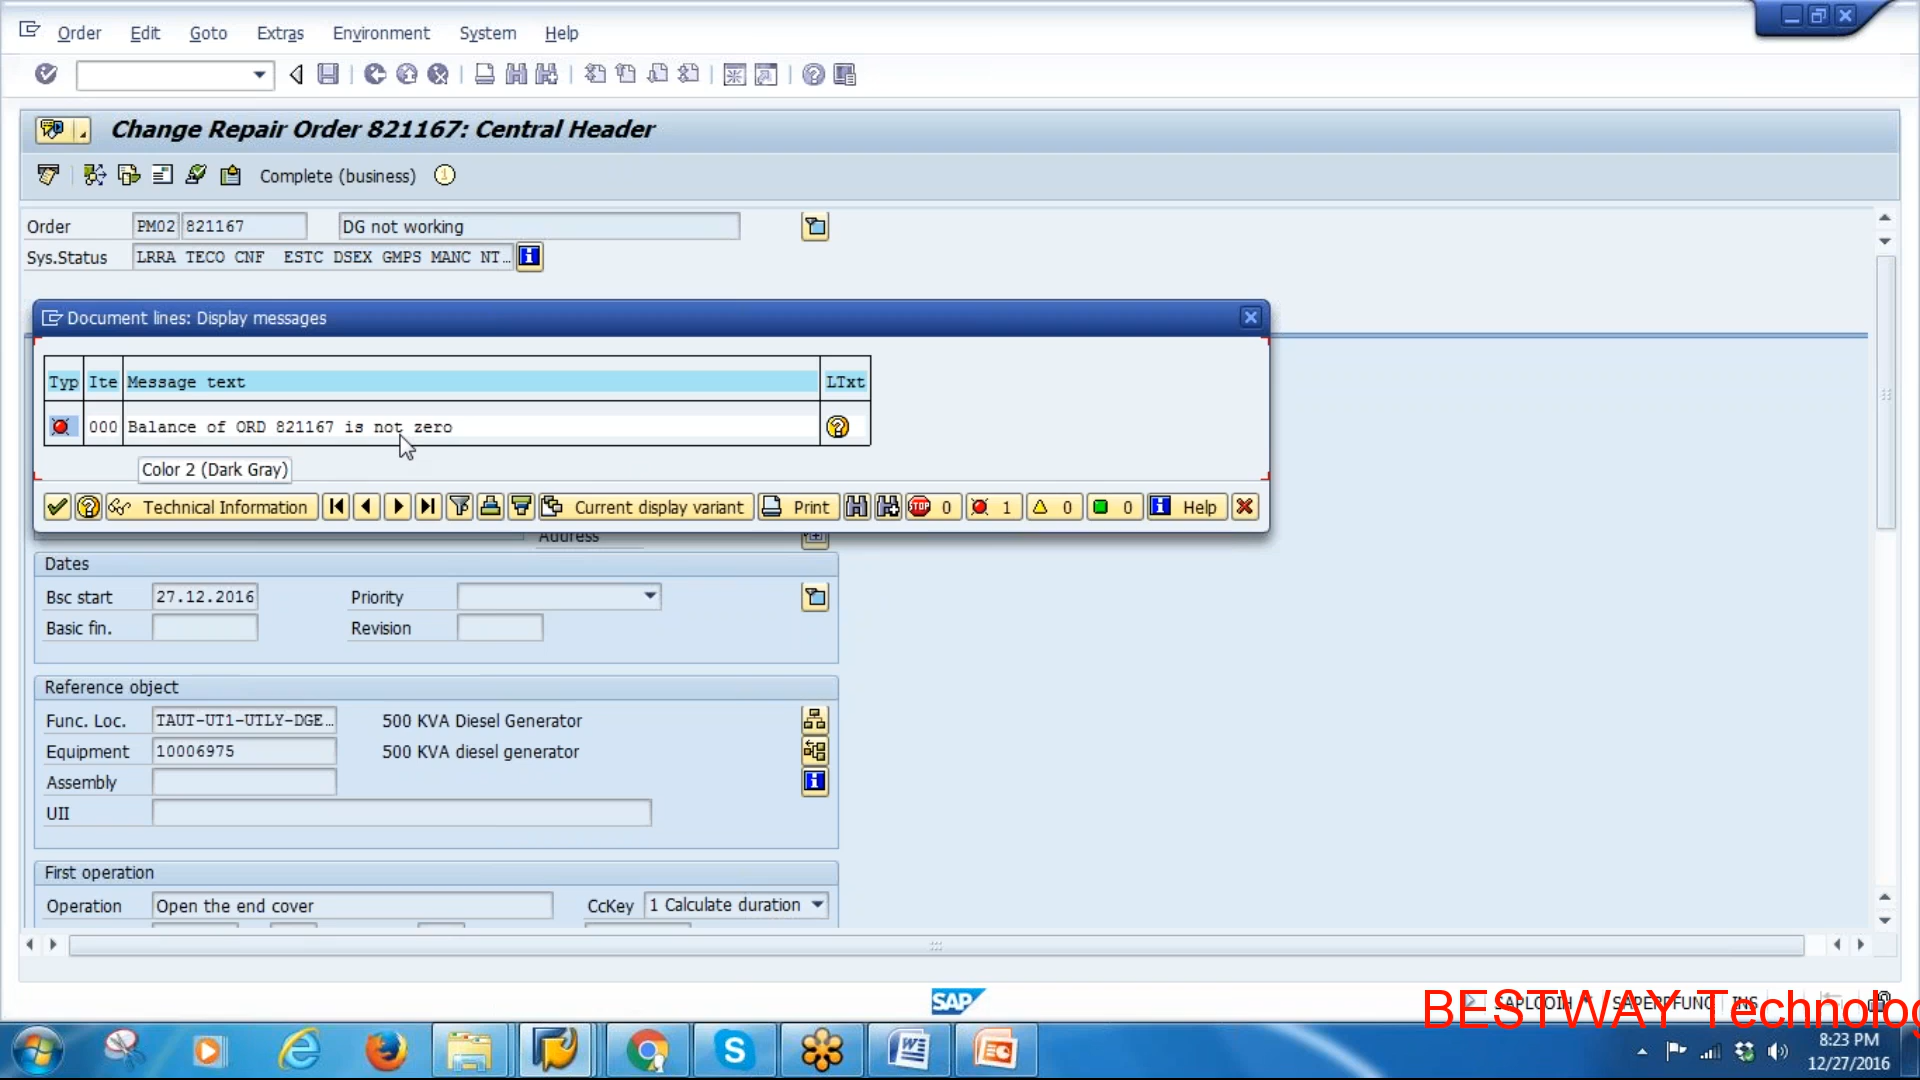 Order Edit Goto Extras Environment System Help
Change Repair Order 821167: Central Header
Complete (business)
Order PM02 821167 DG not working
Sys.Status LRRA TECO CNF ESTC DSEX GMPS MANC NT...
Document lines: Display messages
Typ Ite Message text LTxt
000 Balance of ORD 821167 is not zero
Color 2 (Dark Gray)
Technical Information Current display variant Print STOP 0 1 0 0 Help
Address
Dates
Bsc start 27.12.2016 Priority
Basic fin. Revision
Reference object
Func. Loc. TAUT-UT1-UTLY-DGE... 500 KVA Diesel Generator
Equipment 10006975 500 KVA diesel generator
Assembly
UII
First operation
Operation Open the end cover CcKey 1 Calculate duration
SAP
BESTWAY Technolog
8:23 PM
12/27/2016